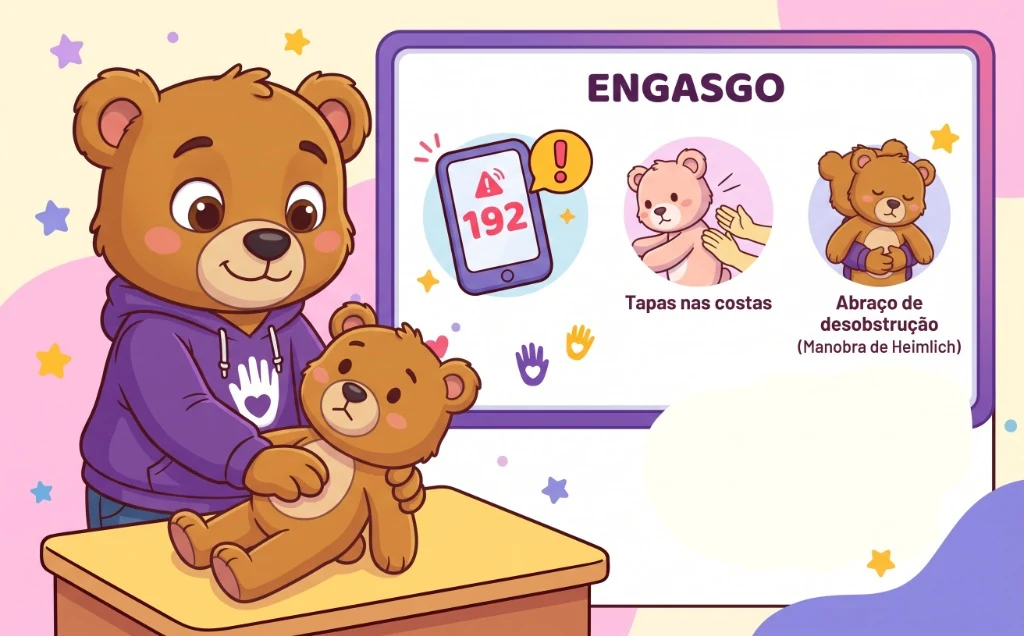 ENGASGO
192
Tapas nas costas
Abraço de
desobstrução
(Manobra de Heimlich)